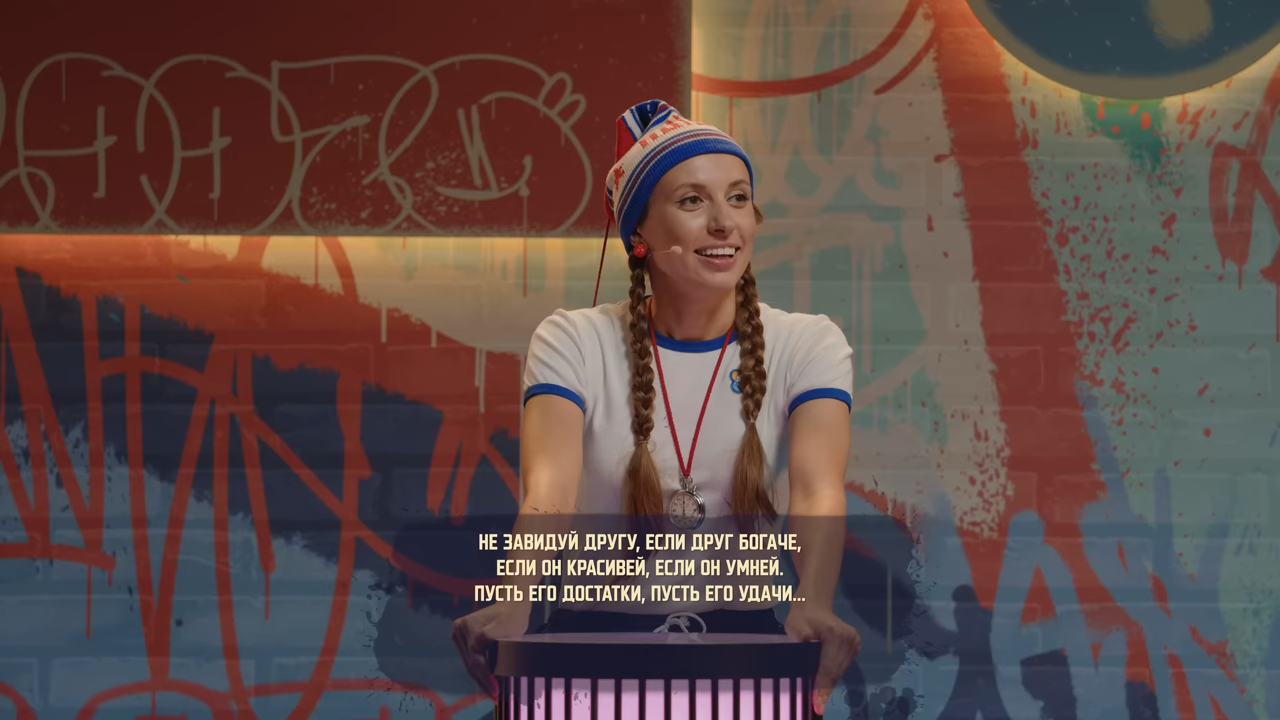 НЕ ЗАВИДУЙ ДРУГУ, ЕСЛИ ДРУГ БОГАЧЕ,
ЕСЛИ ОН КРАСИВЕЙ, ЕСЛИ ОН УМНЕЙ.
ПУСТЬ ЕГО ДОСТАТКИ, ПУСТЬ ЕГО УДАЧИ...